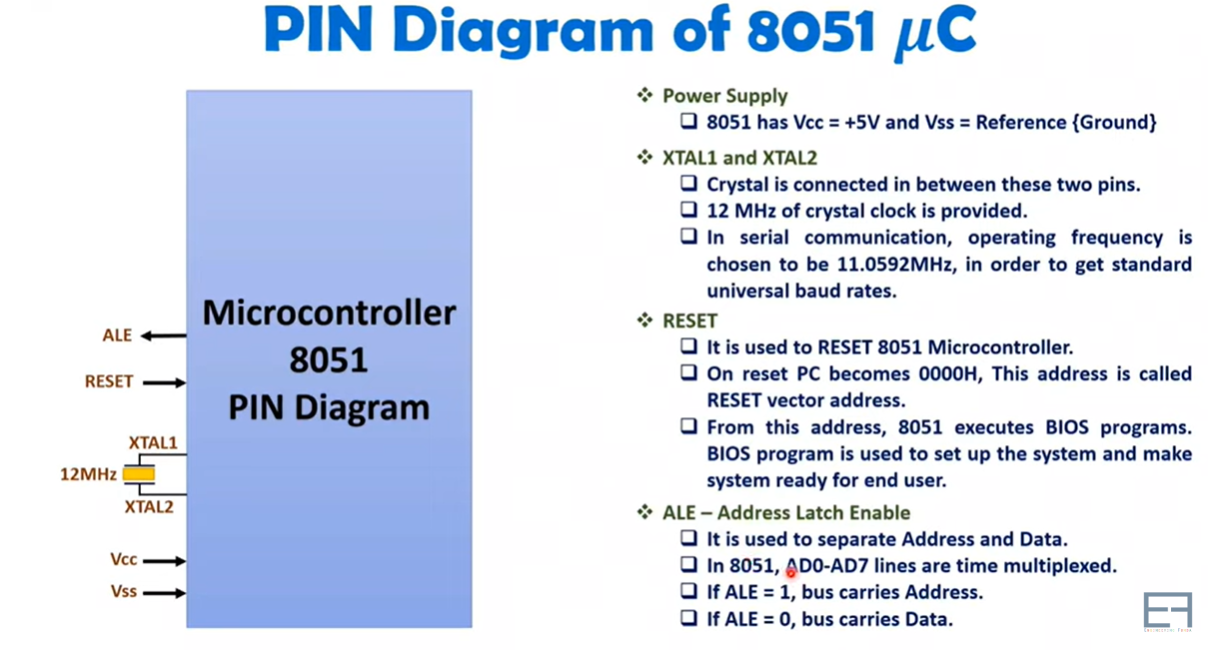 PIN Diagram of 8051 μC
ALE
RESET
XTAL1
12MHz
XTAL2
Vcc
Vss
Microcontroller
8051
PIN Diagram
❖ Power Supply
❑ 8051 has Vcc = +5V and Vss = Reference {Ground}
❖ XTAL1 and XTAL2
❑ Crystal is connected in between these two pins.
❑ 12 MHz of crystal clock is provided.
❑ In serial communication, operating frequency is
chosen to be 11.0592MHz, in order to get standard
universal baud rates.
❖ RESET
❑ It is used to RESET 8051 Microcontroller.
❑ On reset PC becomes 0000H, This address is called
RESET vector address.
❑ From this address, 8051 executes BIOS programs.
BIOS program is used to set up the system and make
system ready for end user.
❖ ALE – Address Latch Enable
❑ It is used to separate Address and Data.
❑ In 8051, AD0-AD7 lines are time multiplexed.
❑ If ALE = 1, bus carries Address.
❑ If ALE = 0, bus carries Data.
EF
Engineering Funda